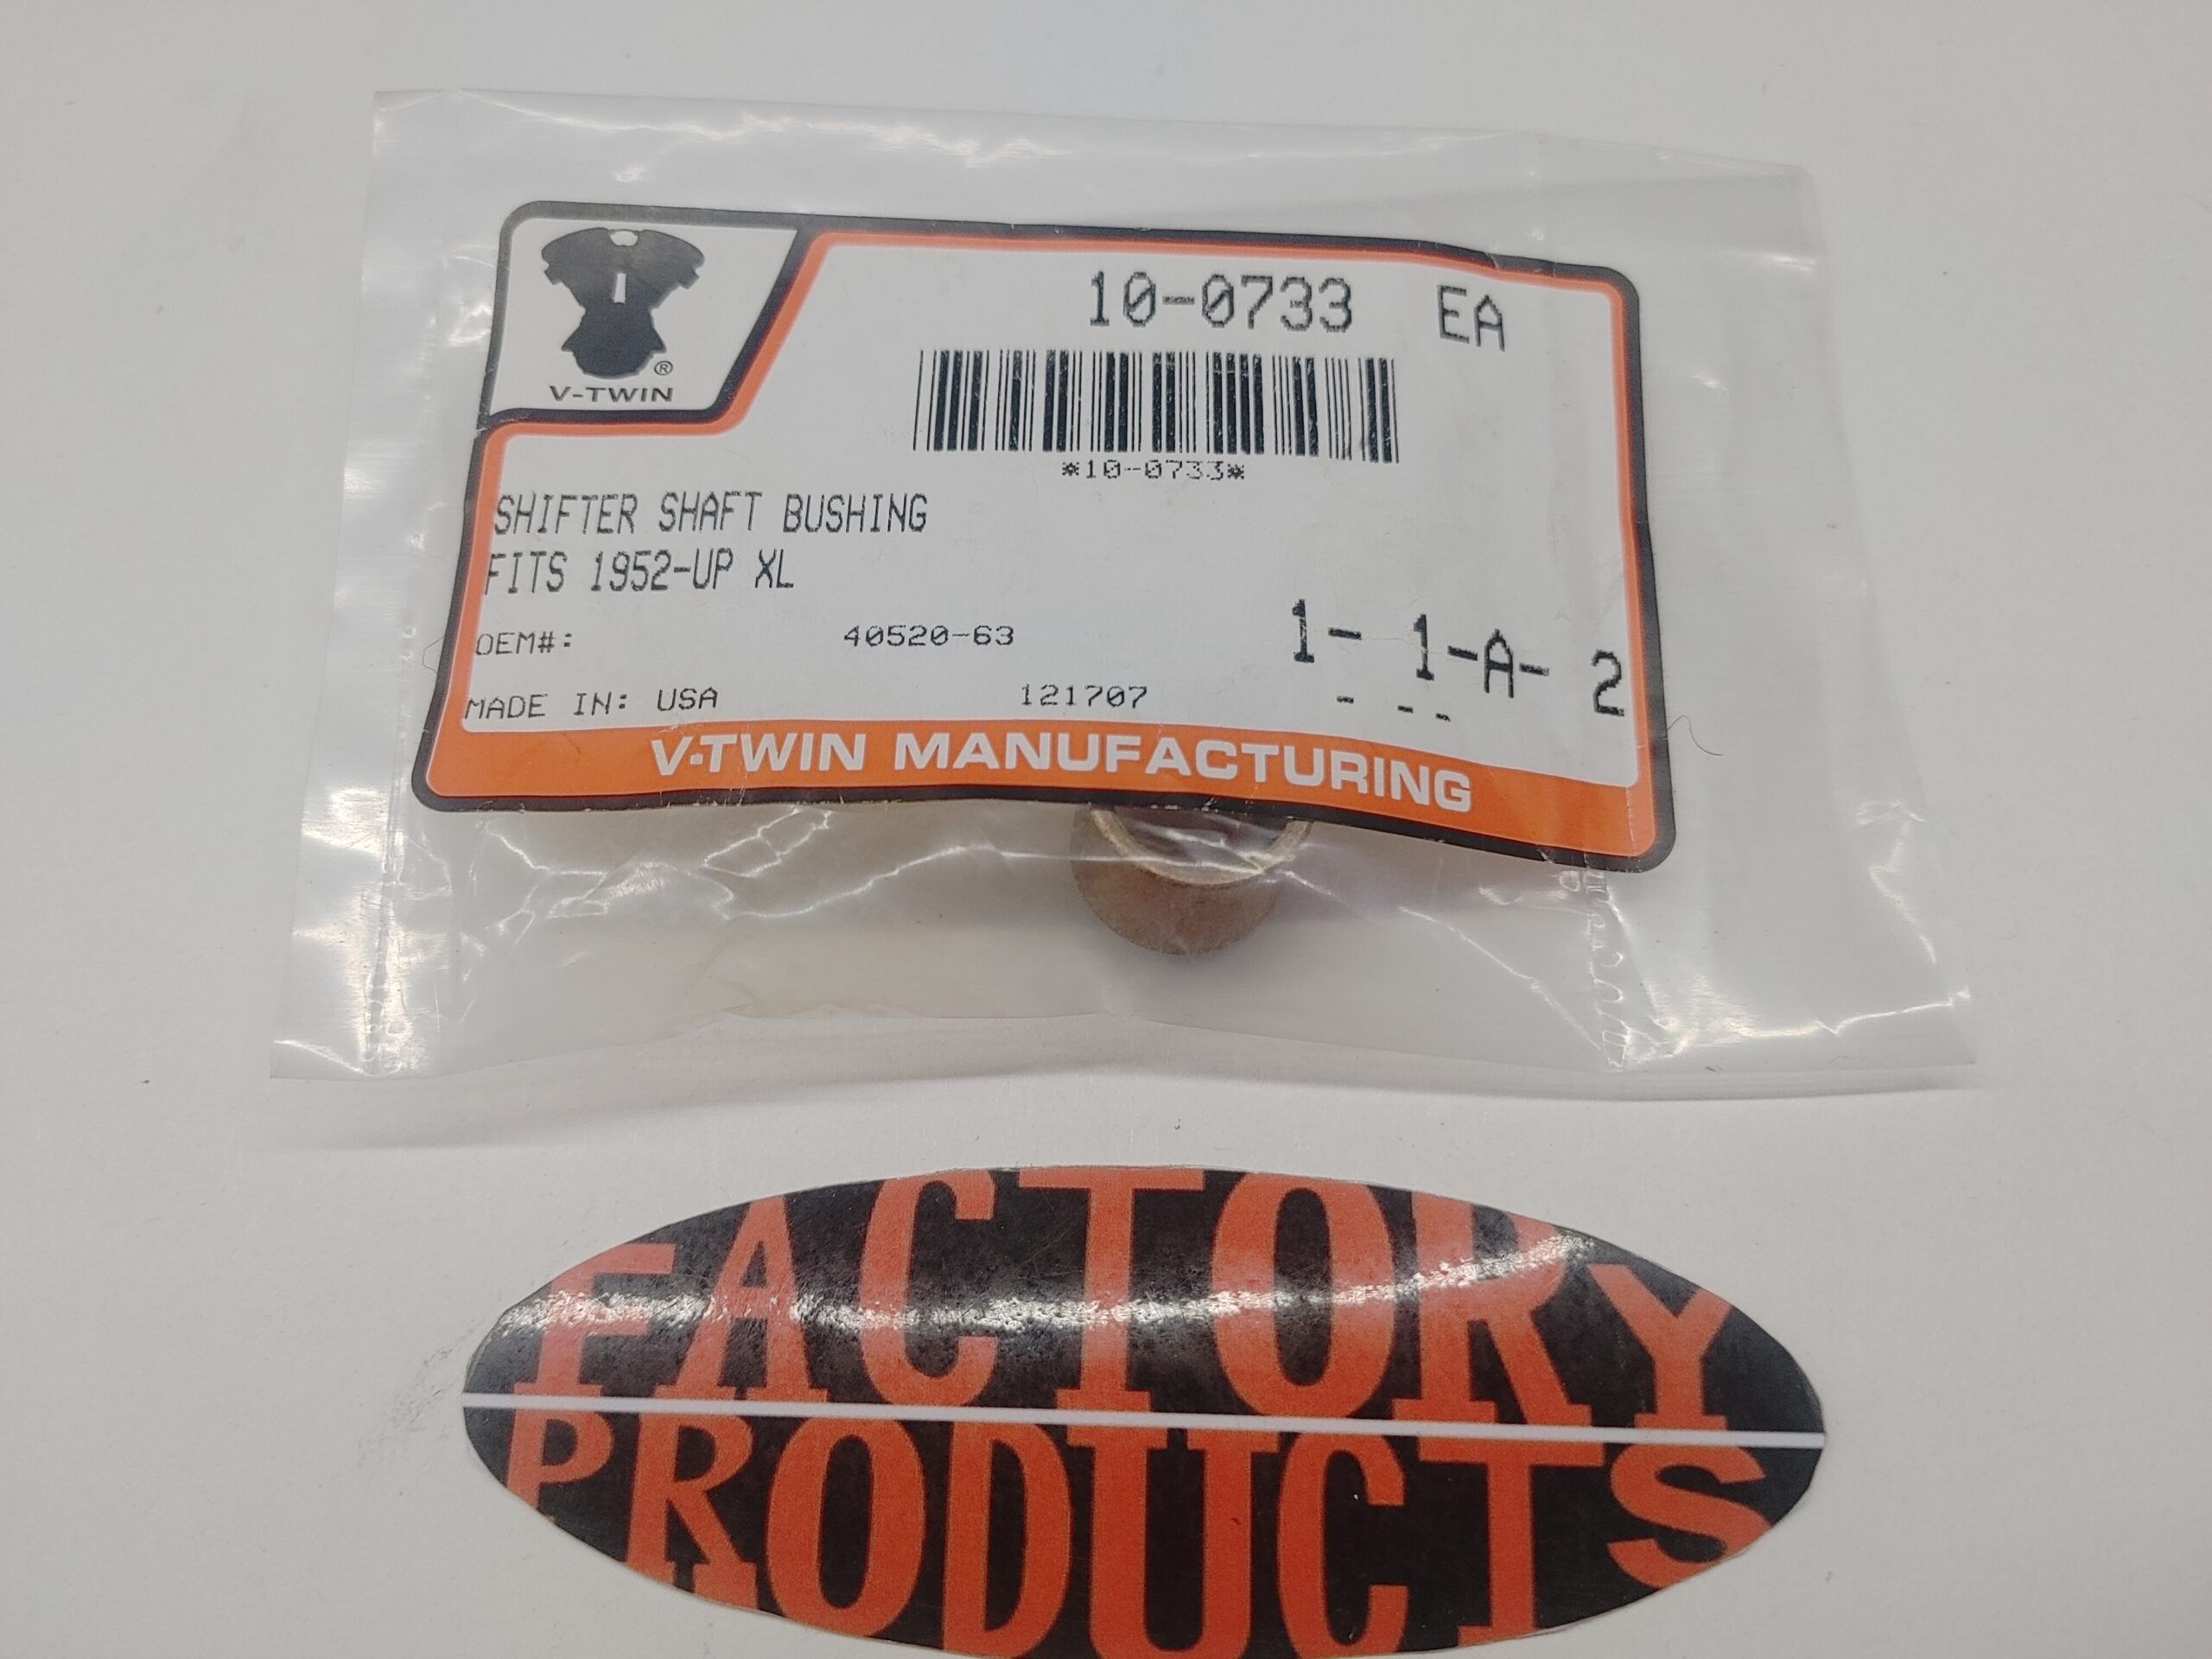 10-0733 EA
®
V-TWIN
*10-0733*
SHIFTER SHAFT BUSHING
FITS 1952-UP XL
OEM#: 40520-63
1- 1-A- 2
MADE IN: USA 121707 - - -
V-TWIN MANUFACTURING
FACTORY
PRODUCTS